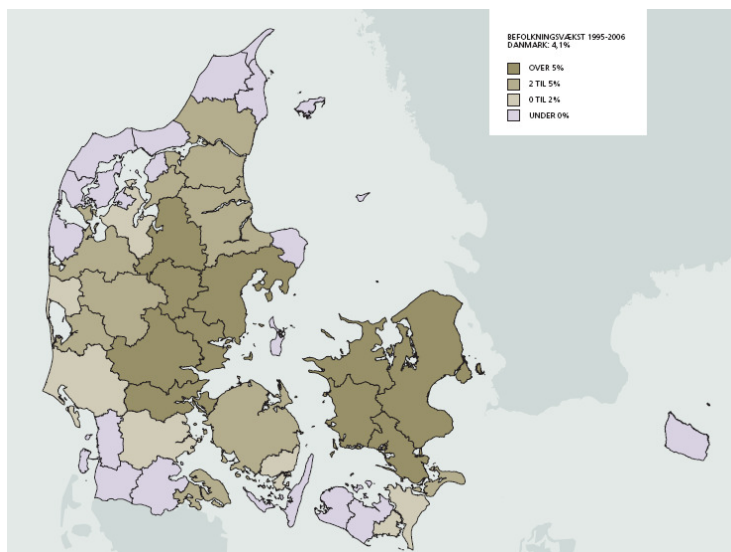 BEFOLKNINGSVÆKST 1995-2006
DANMARK: 4,1%
OVER 5%
2 TIL 5%
0 TIL 2%
UNDER 0%